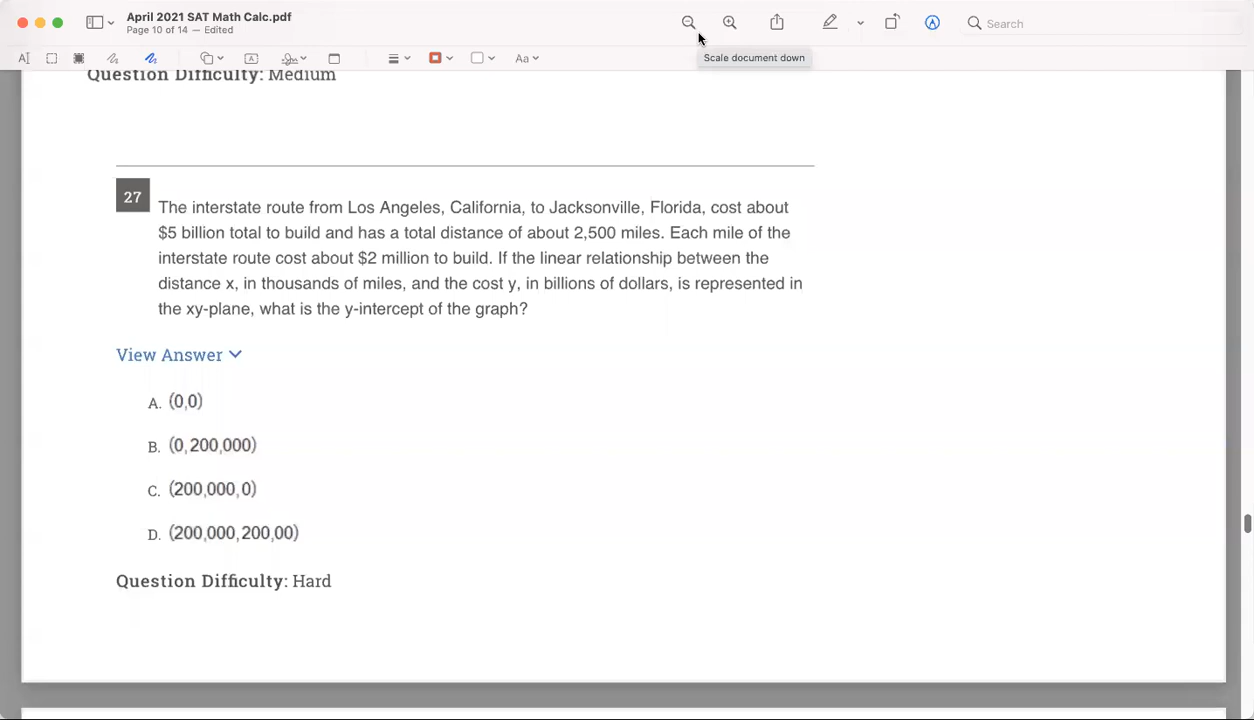 April 2021 SAT Math Calc.pdf
Page 10 of 14 — Edited
Search
Scale document down
Aa
Question Difficulty: Medium
27
The interstate route from Los Angeles, California, to Jacksonville, Florida, cost about
$5 billion total to build and has a total distance of about 2,500 miles. Each mile of the
interstate route cost about $2 million to build. If the linear relationship between the
distance x, in thousands of miles, and the cost y, in billions of dollars, is represented in
the xy-plane, what is the y-intercept of the graph?
View Answer
A. (0,0)
B. (0,200,000)
C. (200,000,0)
D. (200,000,200,00)
Question Difficulty: Hard